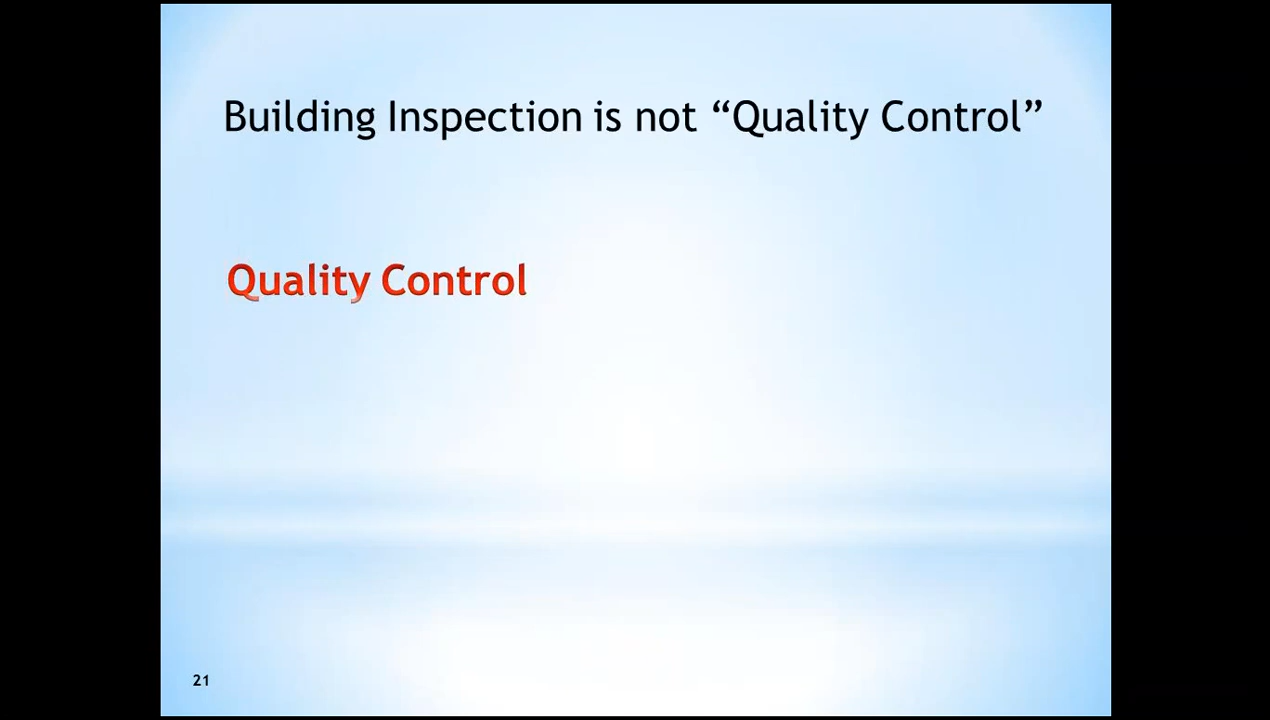 Building Inspection is not “Quality Control”
Quality Control
21